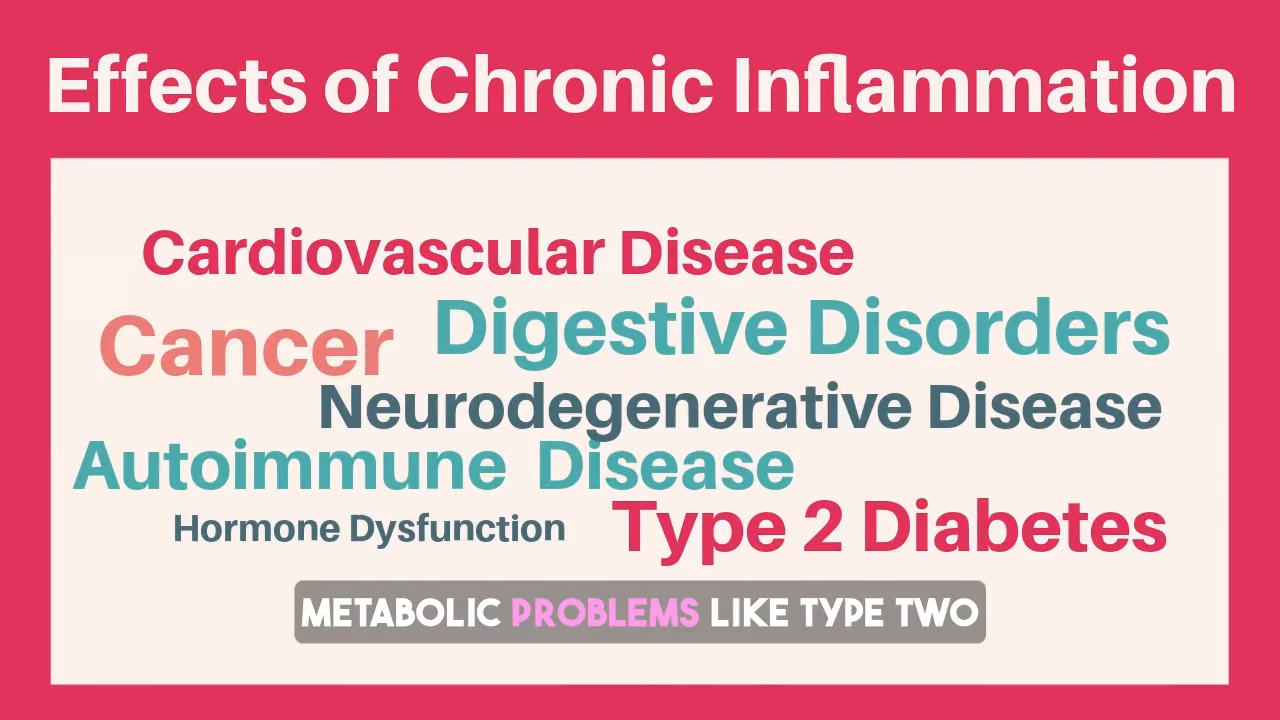 Effects of Chronic Inflammation
Cardiovascular Disease
Cancer
Digestive Disorders
Neurodegenerative Disease
Autoimmune Disease
Hormone Dysfunction
Type 2 Diabetes
METABOLIC PROBLEMS LIKE TYPE TWO